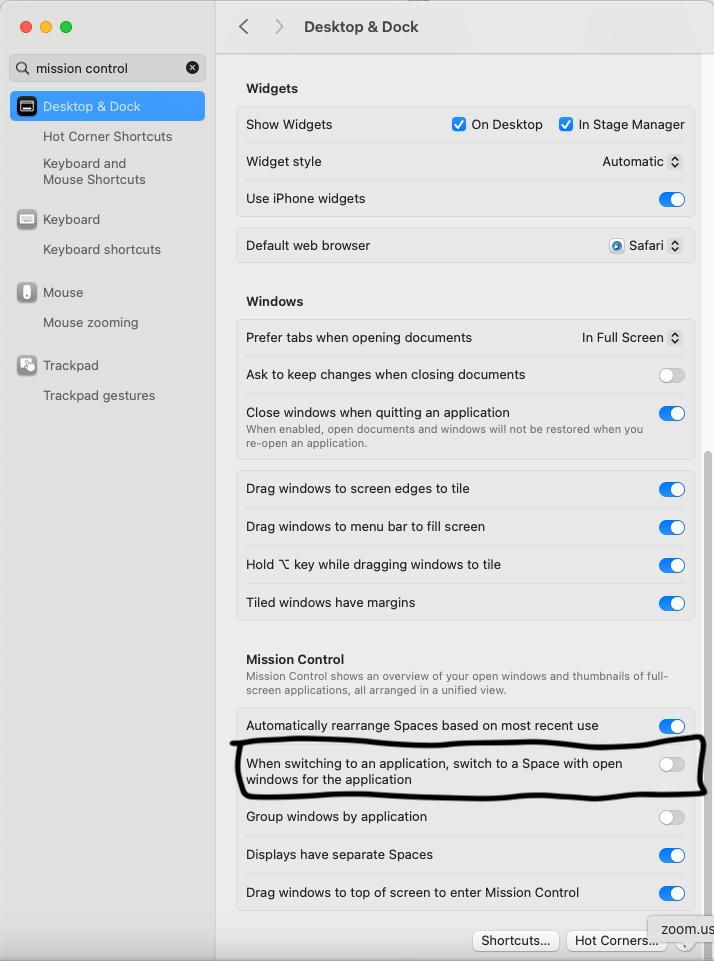 Desktop & Dock
mission control
Desktop & Dock
Hot Corner Shortcuts
Keyboard and
Mouse Shortcuts
Keyboard
Keyboard shortcuts
Mouse
Mouse zooming
Trackpad
Trackpad gestures
Widgets
Show Widgets On Desktop In Stage Manager
Widget style Automatic
Use iPhone widgets
Default web browser Safari
Windows
Prefer tabs when opening documents In Full Screen
Ask to keep changes when closing documents
Close windows when quitting an application
When enabled, open documents and windows will not be restored when you
re-open an application.
Drag windows to screen edges to tile
Drag windows to menu bar to fill screen
Hold ⌥ key while dragging windows to tile
Tiled windows have margins
Mission Control
Mission Control shows an overview of your open windows and thumbnails of full-
screen applications, all arranged in a unified view.
Automatically rearrange Spaces based on most recent use
When switching to an application, switch to a Space with open
windows for the application
Group windows by application
Displays have separate Spaces
Drag windows to top of screen to enter Mission Control
Shortcuts... Hot Corners...
zoom.us